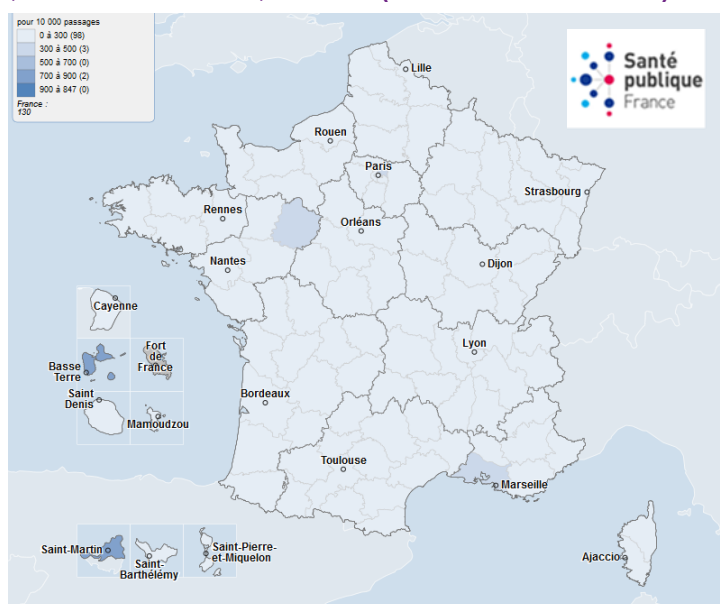 pour 10 000 passages
0 à 300 (98)
300 à 500 (3)
500 à 700 (0)
700 à 900 (2)
900 à 847 (0)
France :
130
Santé
publique
France
Lille
Rouen
Paris
Strasbourg
Rennes
Orléans
Nantes
Dijon
Cayenne
Fort
de
France
Basse
Terre
Lyon
Saint
Denis
Mamoudzou
Bordeaux
Toulouse
Marseille
Saint-Martin
Saint-
Barthélémy
Saint-Pierre-
et-Miquelon
Ajaccio